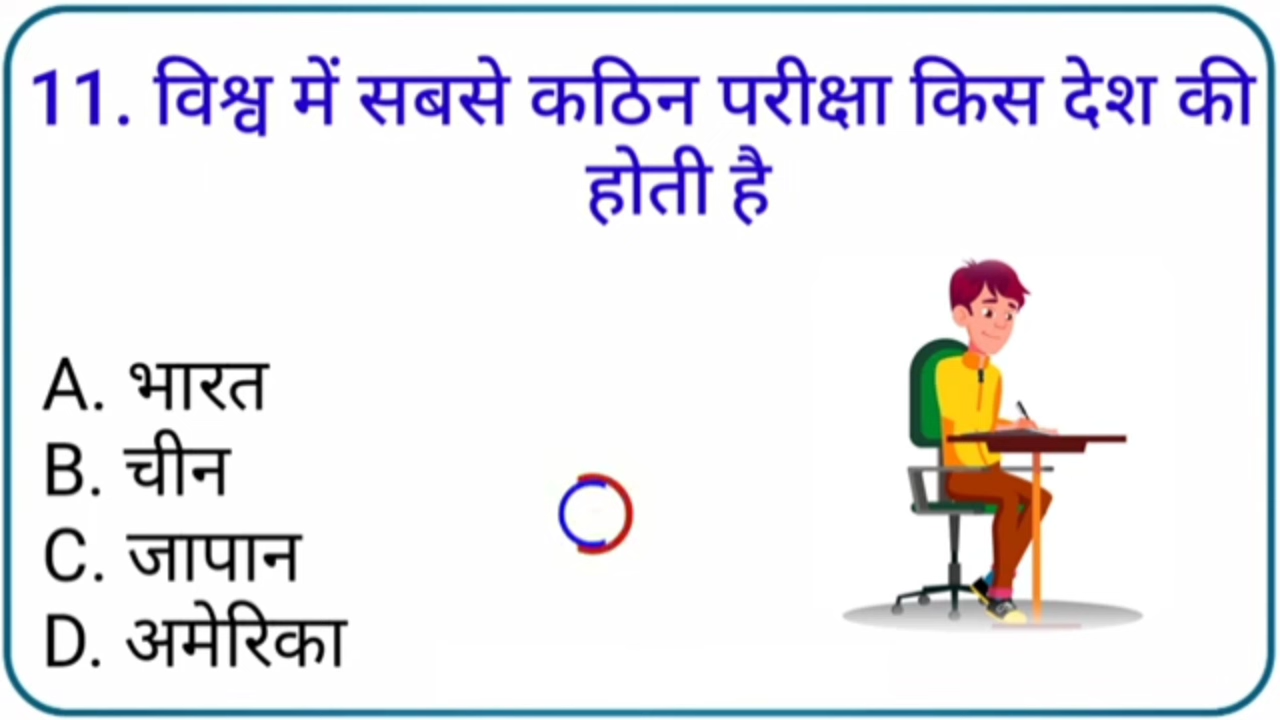 11. विश्व में सबसे कठिन परीक्षा किस देश की
होती है
A. भारत
B. चीन
C. जापान
D. अमेरिका